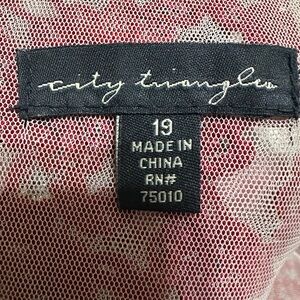 city triangles
19
MADE IN
CHINA
RN#
75010